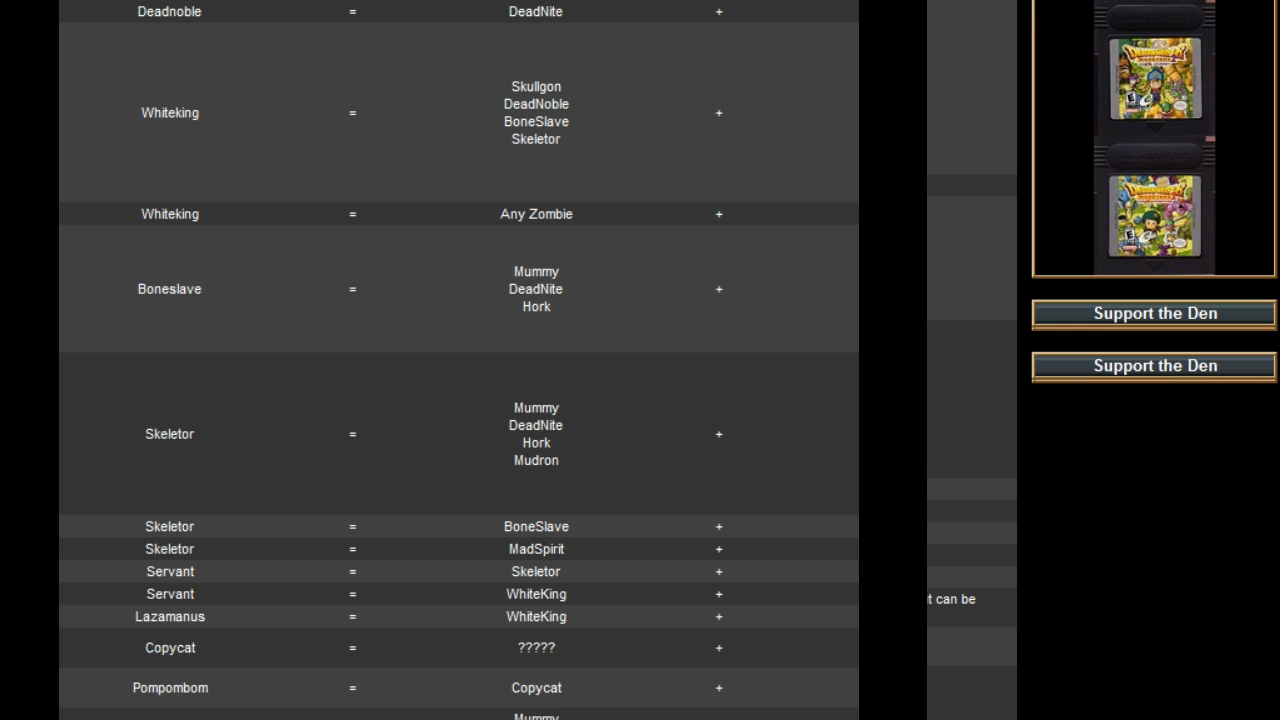 Deadnoble = DeadNite +
Whiteking = Skullgon +
DeadNoble
BoneSlave
Skeletor
Whiteking = Any Zombie +
Boneslave = Mummy +
DeadNite
Hork
Skeletor = Mummy +
DeadNite
Hork
Mudron
Skeletor = BoneSlave +
Skeletor = MadSpirit +
Servant = Skeletor +
Servant = WhiteKing +
Lazamanus = WhiteKing +
Copycat = ????? +
Pompombom = Copycat +
Mummy
t can be
Support the Den
Support the Den